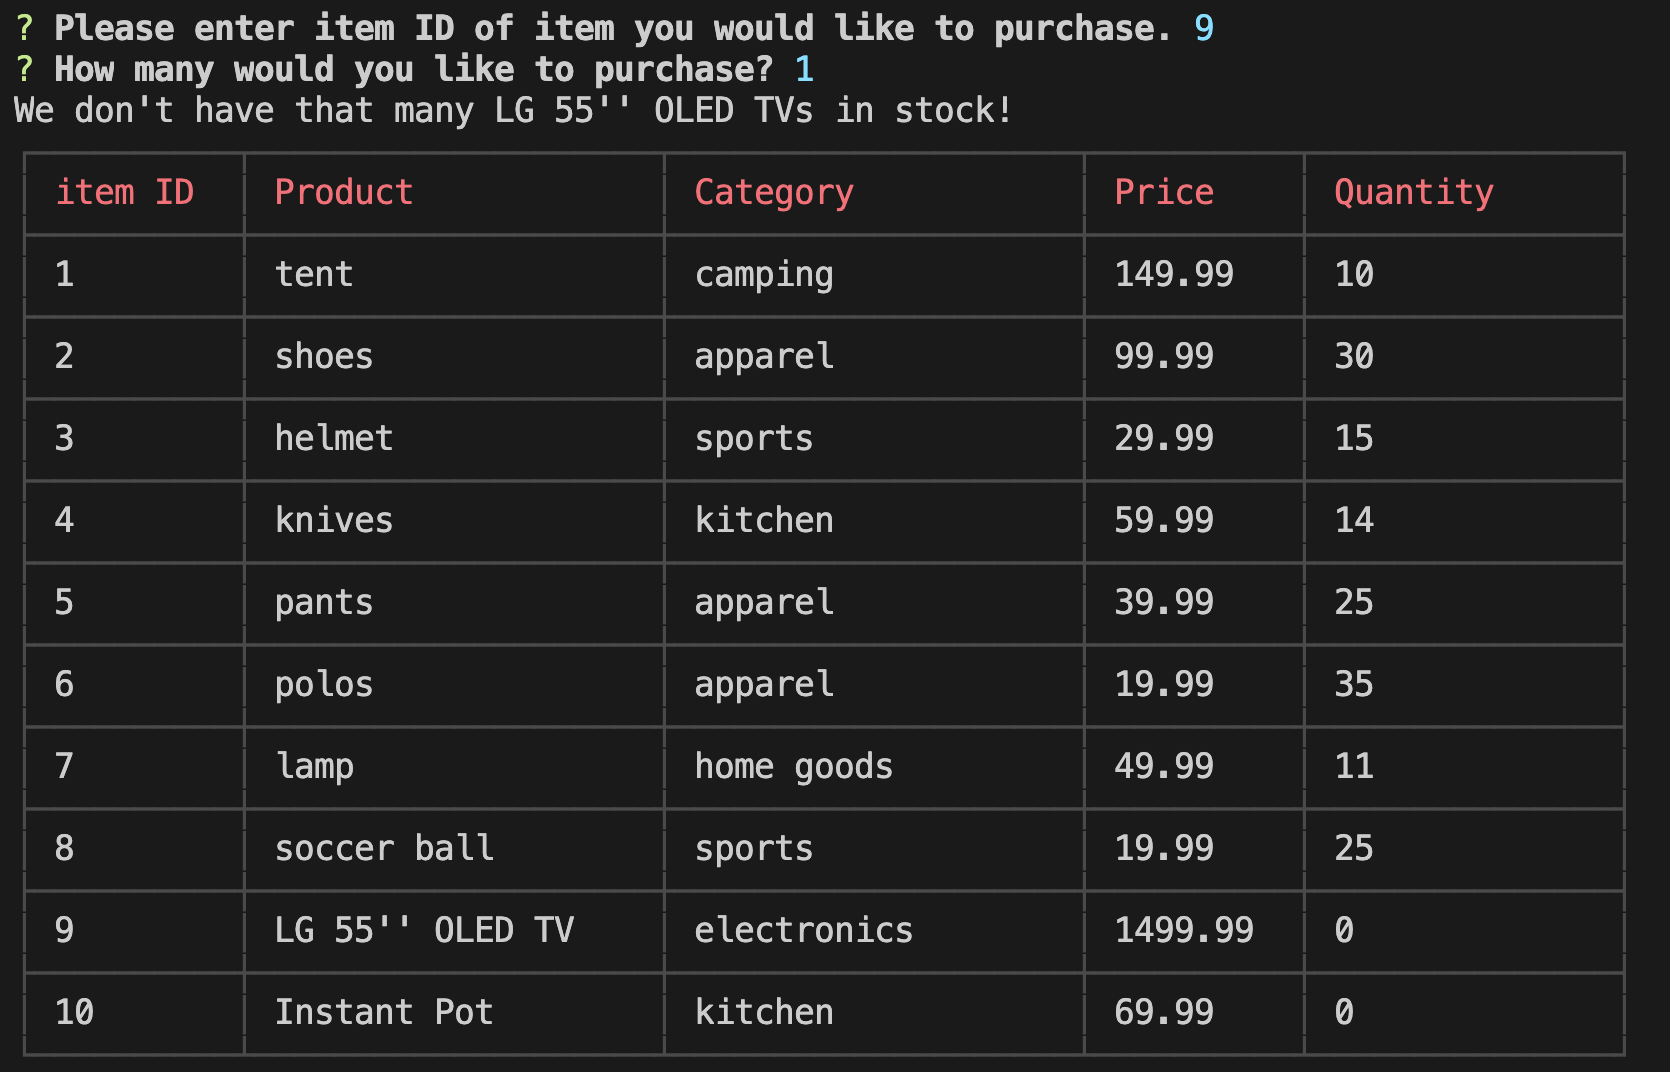 ? Please enter item ID of item you would like to purchase. 9
? How many would you like to purchase? 1
We don't have that many LG 55'' OLED TVs in stock!
item ID Product Category Price Quantity
1 tent camping 149.99 10
2 shoes apparel 99.99 30
3 helmet sports 29.99 15
4 knives kitchen 59.99 14
5 pants apparel 39.99 25
6 polos apparel 19.99 35
7 lamp home goods 49.99 11
8 soccer ball sports 19.99 25
9 LG 55'' OLED TV electronics 1499.99 0
10 Instant Pot kitchen 69.99 0